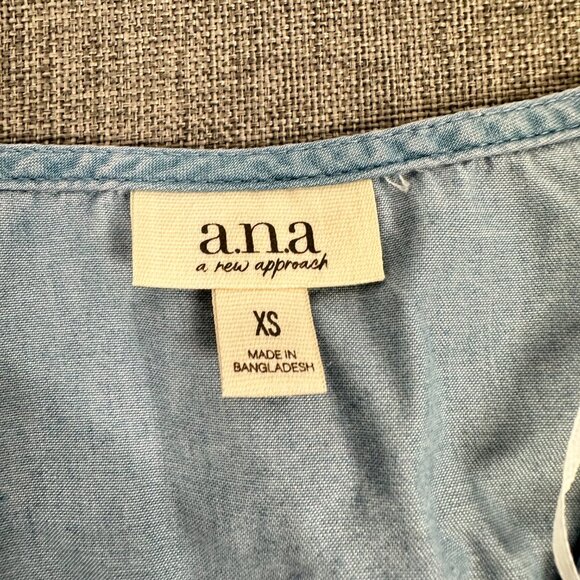 a.n.a
a new approach
XS
MADE IN
BANGLADESH